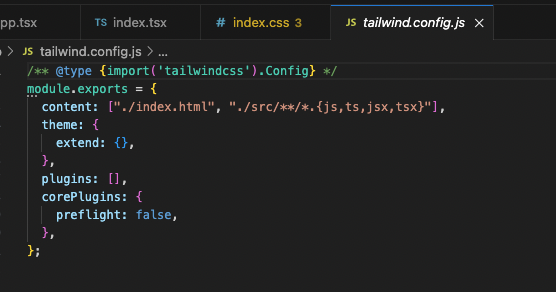 pp.tsx
TS index.tsx
# index.css 3
JS tailwind.config.js ×
> JS tailwind.config.js > ...
/** @type {import('tailwindcss').Config} */
module.exports = {
content: ["./index.html", "./src/**/*.{js,ts,jsx,tsx}"],
theme: {
extend: {},
},
plugins: [],
corePlugins: {
preflight: false,
},
};